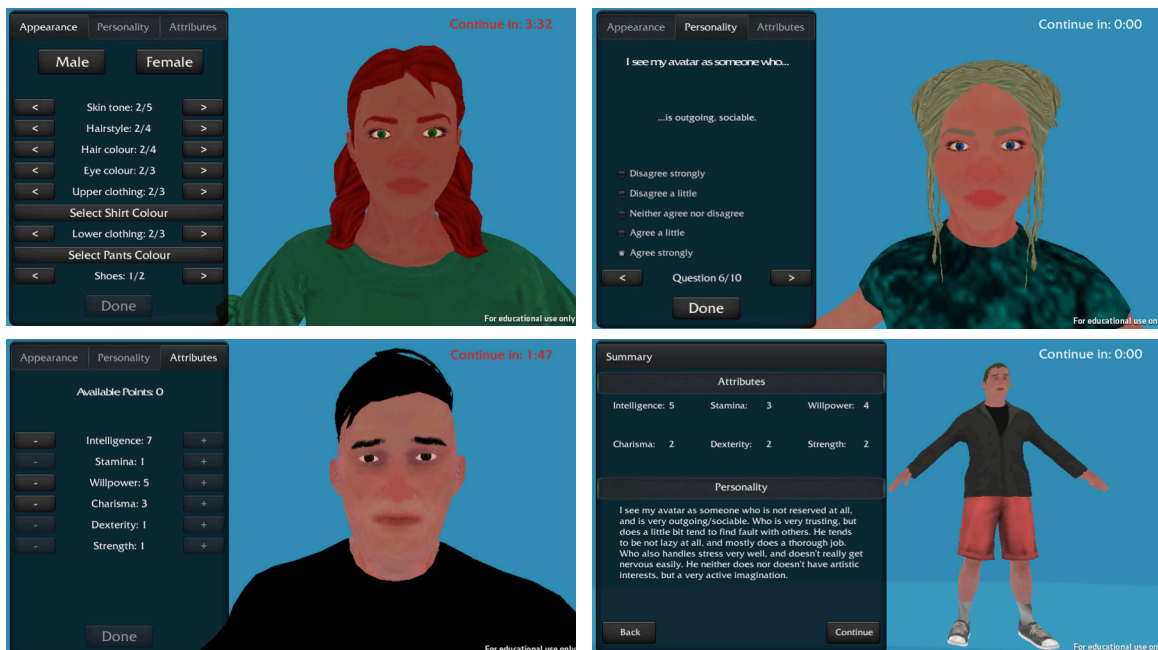 Appearance Personality Attributes
Continue in: 3:32
Male Female
< Skin tone: 2/5 >
< Hairstyle: 2/4 >
< Hair colour: 2/4 >
< Eye colour: 2/3 >
< Upper clothing: 2/3 >
Select Shirt Colour
< Lower clothing: 2/3 >
Select Pants Colour
< Shoes: 1/2 >
Done
For educational use only
Appearance Personality Attributes
Continue in: 0:00
I see my avatar as someone who...
...is outgoing, sociable.
Disagree strongly
Disagree a little
Neither agree nor disagree
Agree a little
Agree strongly
< Question 6/10 >
Done
For educational use on
Appearance Personality Attributes
Continue in: 1:47
Available Points: 0
- Intelligence: 7 +
- Stamina: 1 +
- Willpower: 5 +
- Charisma: 3 +
- Dexterity: 1 +
- Strength: 1 +
Done
For educational use only
Summary
Continue in: 0:00
Attributes
Intelligence: 5 Stamina: 3 Willpower: 4
Charisma: 2 Dexterity: 2 Strength: 2
Personality
I see my avatar as someone who is not reserved at all,
and is very outgoing/sociable. Who is very trusting, but
does a little bit tend to find fault with others. He tends
to be not lazy at all, and mostly does a thorough job.
Who also handles stress very well, and doesn't really get
nervous easily. He neither does nor doesn't have artistic
interests, but a very active imagination.
Back Continue
For educational use on